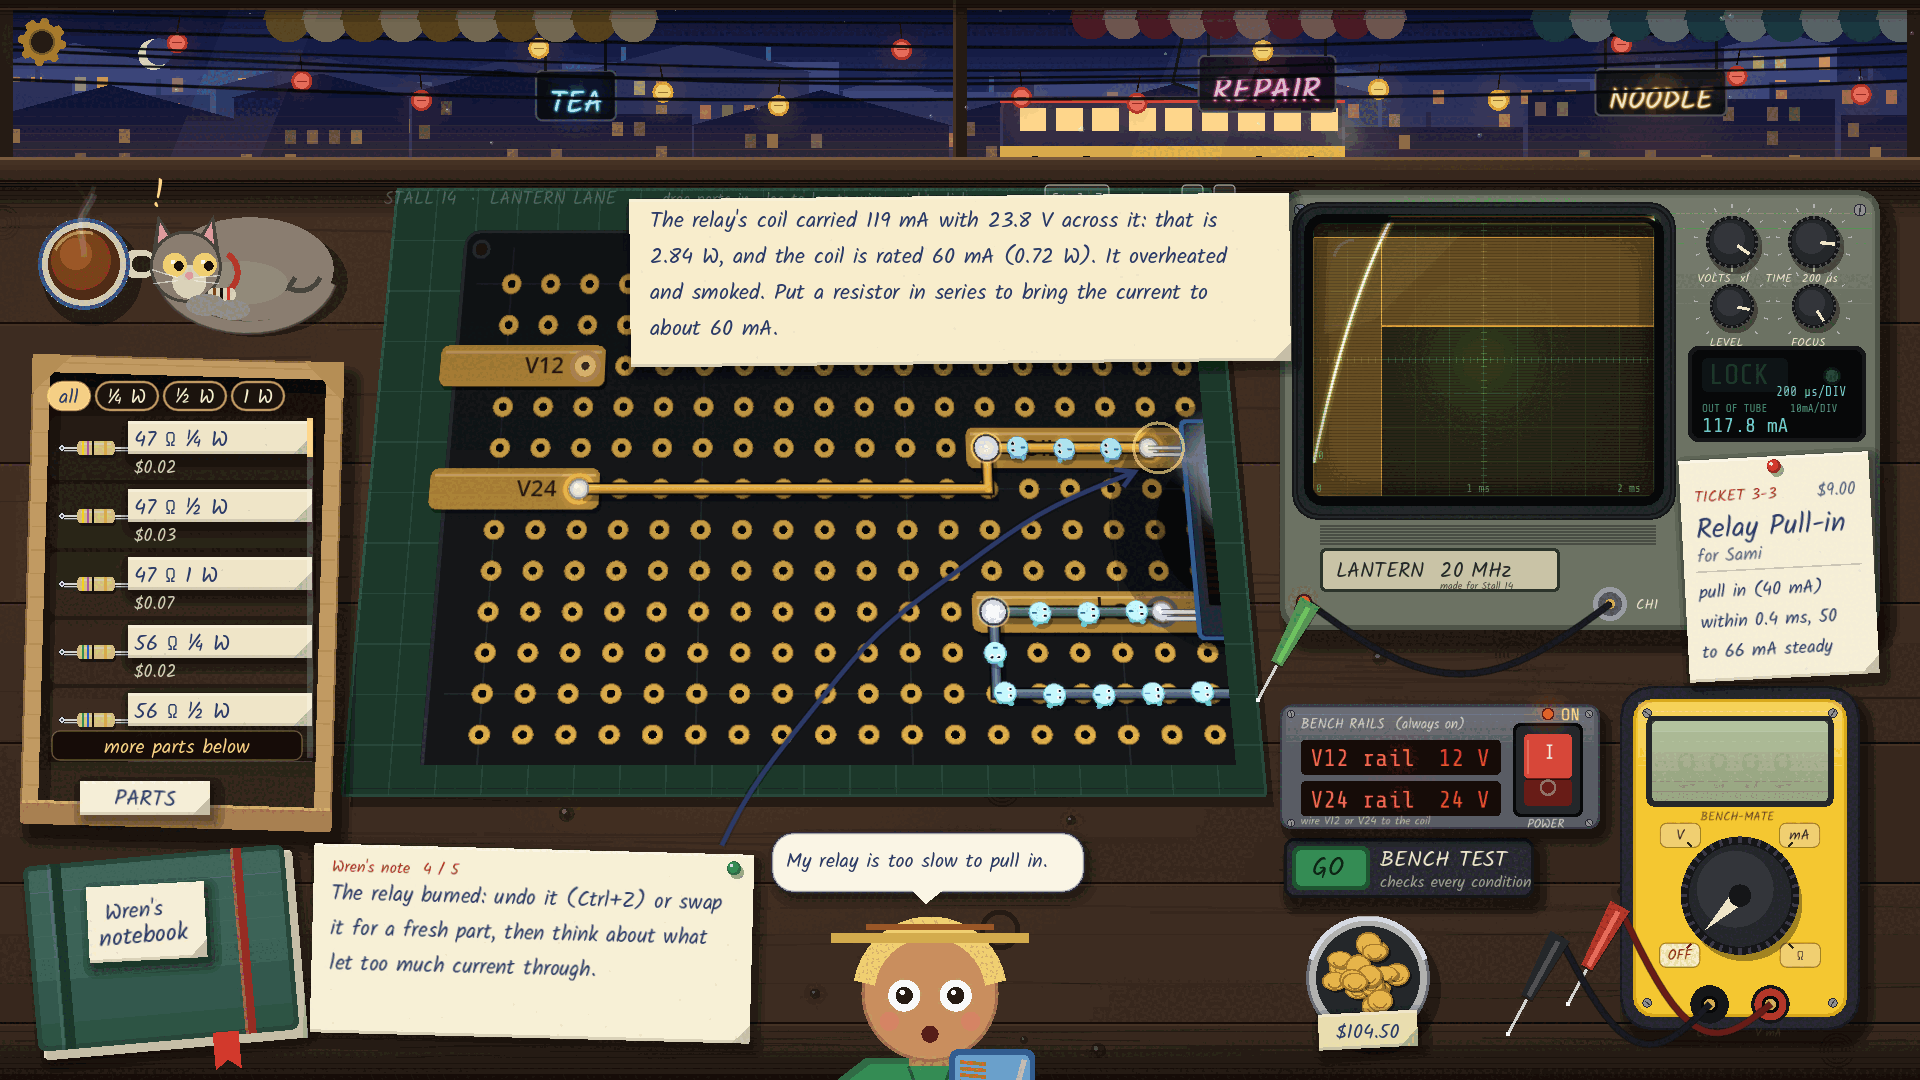 TEA
REPAIR
NOODLE
STALL 14 · LANTERN LANE
The relay's coil carried 119 mA with 23.8 V across it: that is
2.84 W, and the coil is rated 60 mA (0.72 W). It overheated
and smoked. Put a resistor in series to bring the current to
about 60 mA.
V12
V24
all
¼ W
½ W
1 W
47 Ω ¼ W
$0.02
47 Ω ½ W
$0.03
47 Ω 1 W
$0.07
56 Ω ¼ W
$0.02
56 Ω ½ W
more parts below
PARTS
Wren's
notebook
Wren's note 4 / 5
The relay burned: undo it (Ctrl+Z) or swap
it for a fresh part, then think about what
let too much current through.
My relay is too slow to pull in.
0
0
1 ms
2 ms
VOLTS x1
TIME 200 µs
LEVEL
FOCUS
LOCK
200 µs/DIV
OUT OF TUBE
10mA/DIV
117.8 mA
LANTERN 20 MHz
made for Stall 14
CH1
TICKET 3-3
$9.00
Relay Pull-in
for Sami
pull in (40 mA)
within 0.4 ms, 50
to 66 mA steady
BENCH RAILS (always on)
ON
V12 rail 12 V
V24 rail 24 V
wire V12 or V24 to the coil
I
POWER
GO
BENCH TEST
checks every condition
$104.50
BENCH-MATE
V
mA
OFF
Ω